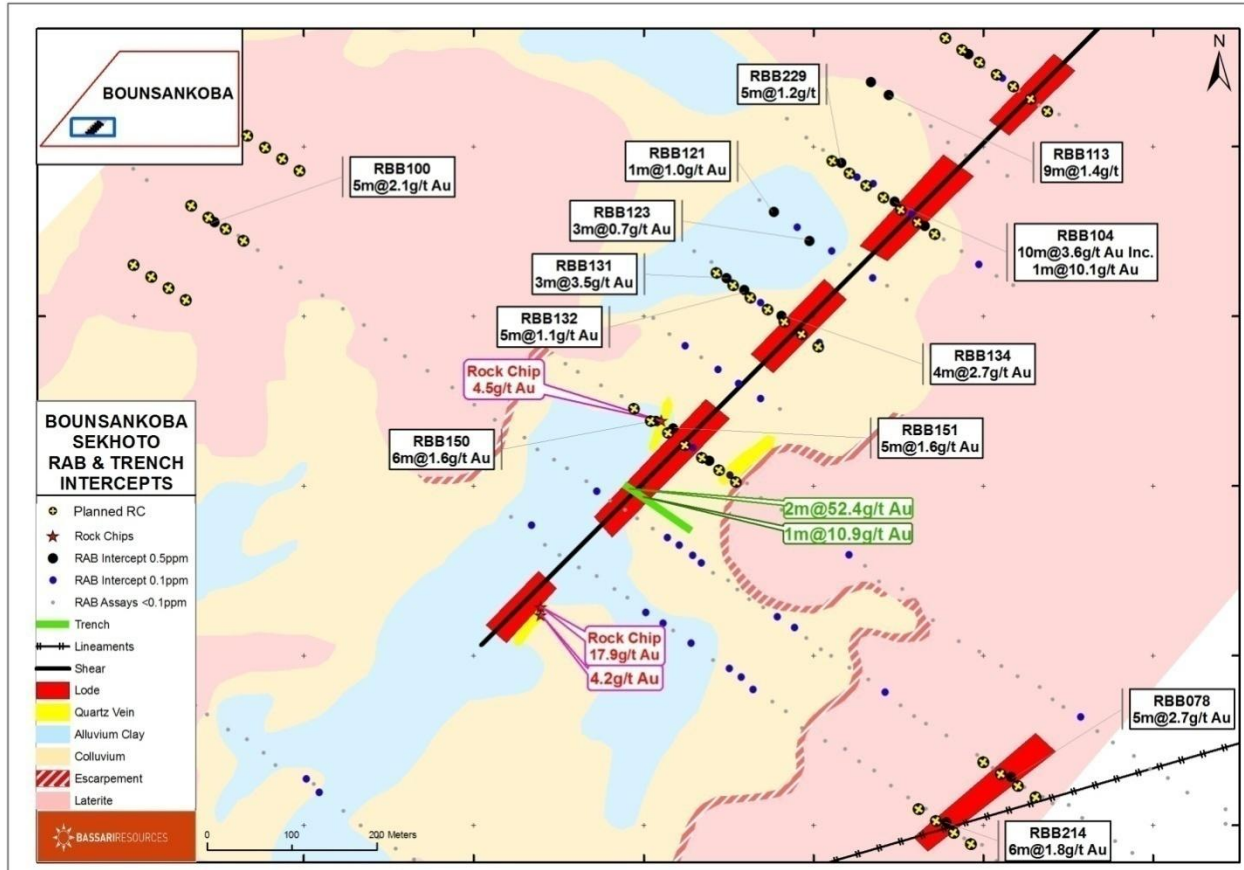 BOUNSANKOBA
N
RBB229
5m@1.2g/t
RBB100
5m@2.1g/t Au
RBB121
1m@1.0g/t Au
RBB113
9m@1.4g/t
RBB123
3m@0.7g/t Au
RBB104
10m@3.6g/t Au Inc.
1m@10.1g/t Au
RBB131
3m@3.5g/t Au
RBB132
5m@1.1g/t Au
RBB134
4m@2.7g/t Au
Rock Chip
4.5g/t Au
RBB150
6m@1.6g/t Au
RBB151
5m@1.6g/t Au
2m@52.4g/t Au
1m@10.9g/t Au
Rock Chip
17.9g/t Au
4.2g/t Au
RBB078
5m@2.7g/t Au
RBB214
6m@1.8g/t Au
BOUNSANKOBA
SEKHOTO
RAB & TRENCH
INTERCEPTS
Planned RC
Rock Chips
RAB Intercept 0.5ppm
RAB Intercept 0.1ppm
RAB Assays <0.1ppm
Trench
Lineaments
Shear
Lode
Quartz Vein
Alluvium Clay
Colluvium
Escarpement
Laterite
BASSARI RESOURCES
0 100 200 Meters